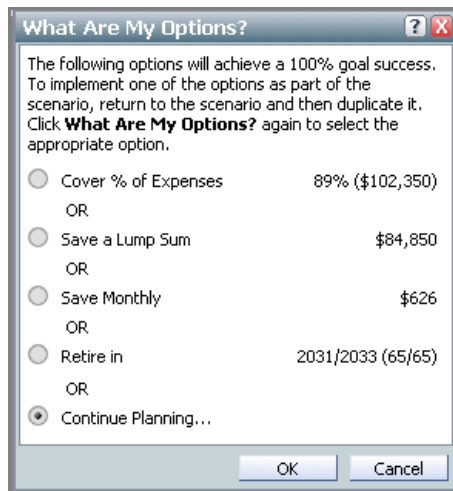 What Are My Options?
The following options will achieve a 100% goal success.
To implement one of the options as part of the
scenario, return to the scenario and then duplicate it.
Click What Are My Options? again to select the
appropriate option.
Cover % of Expenses 89% ($102,350)
OR
Save a Lump Sum $84,850
OR
Save Monthly $626
OR
Retire in 2031/2033 (65/65)
OR
Continue Planning...
OK Cancel